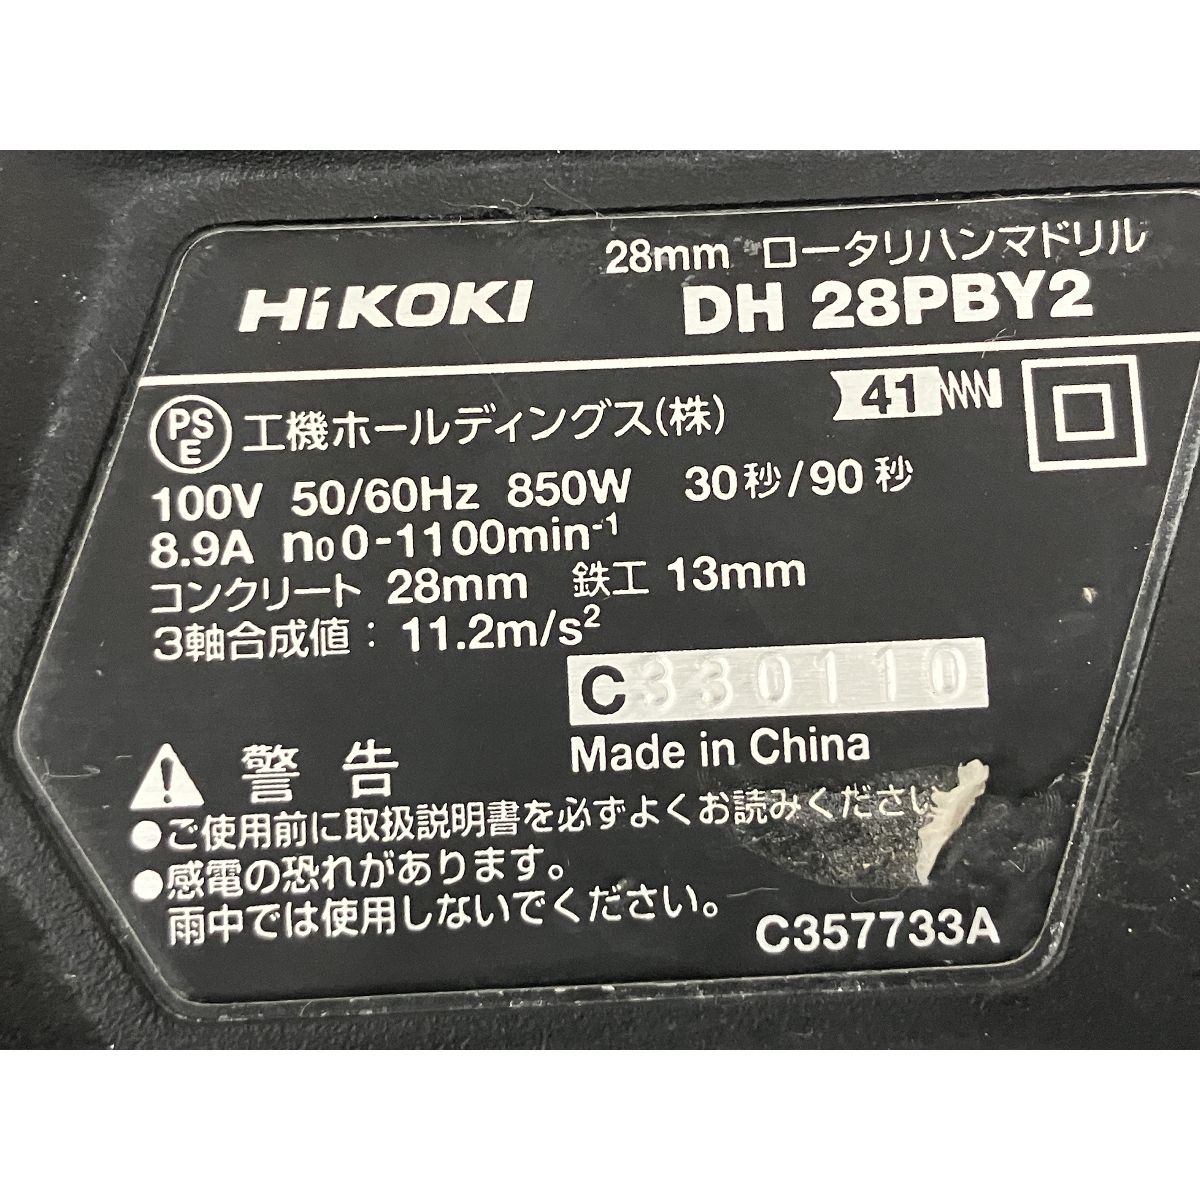 28mm ロータリハンマドリル
HiKOKI DH 28PBY2
PSE 工機ホールディングス(株) 41
100V 50/60Hz 850W 30秒/90秒
8.9A n₀0-1100min⁻¹
コンクリート 28mm 鉄工 13mm
3軸合成値: 11.2m/s²
C330110
Made in China
警告
●ご使用前に取扱説明書を必ずよくお読みください
●感電の恐れがあります。
雨中では使用しないでください。
C357733A